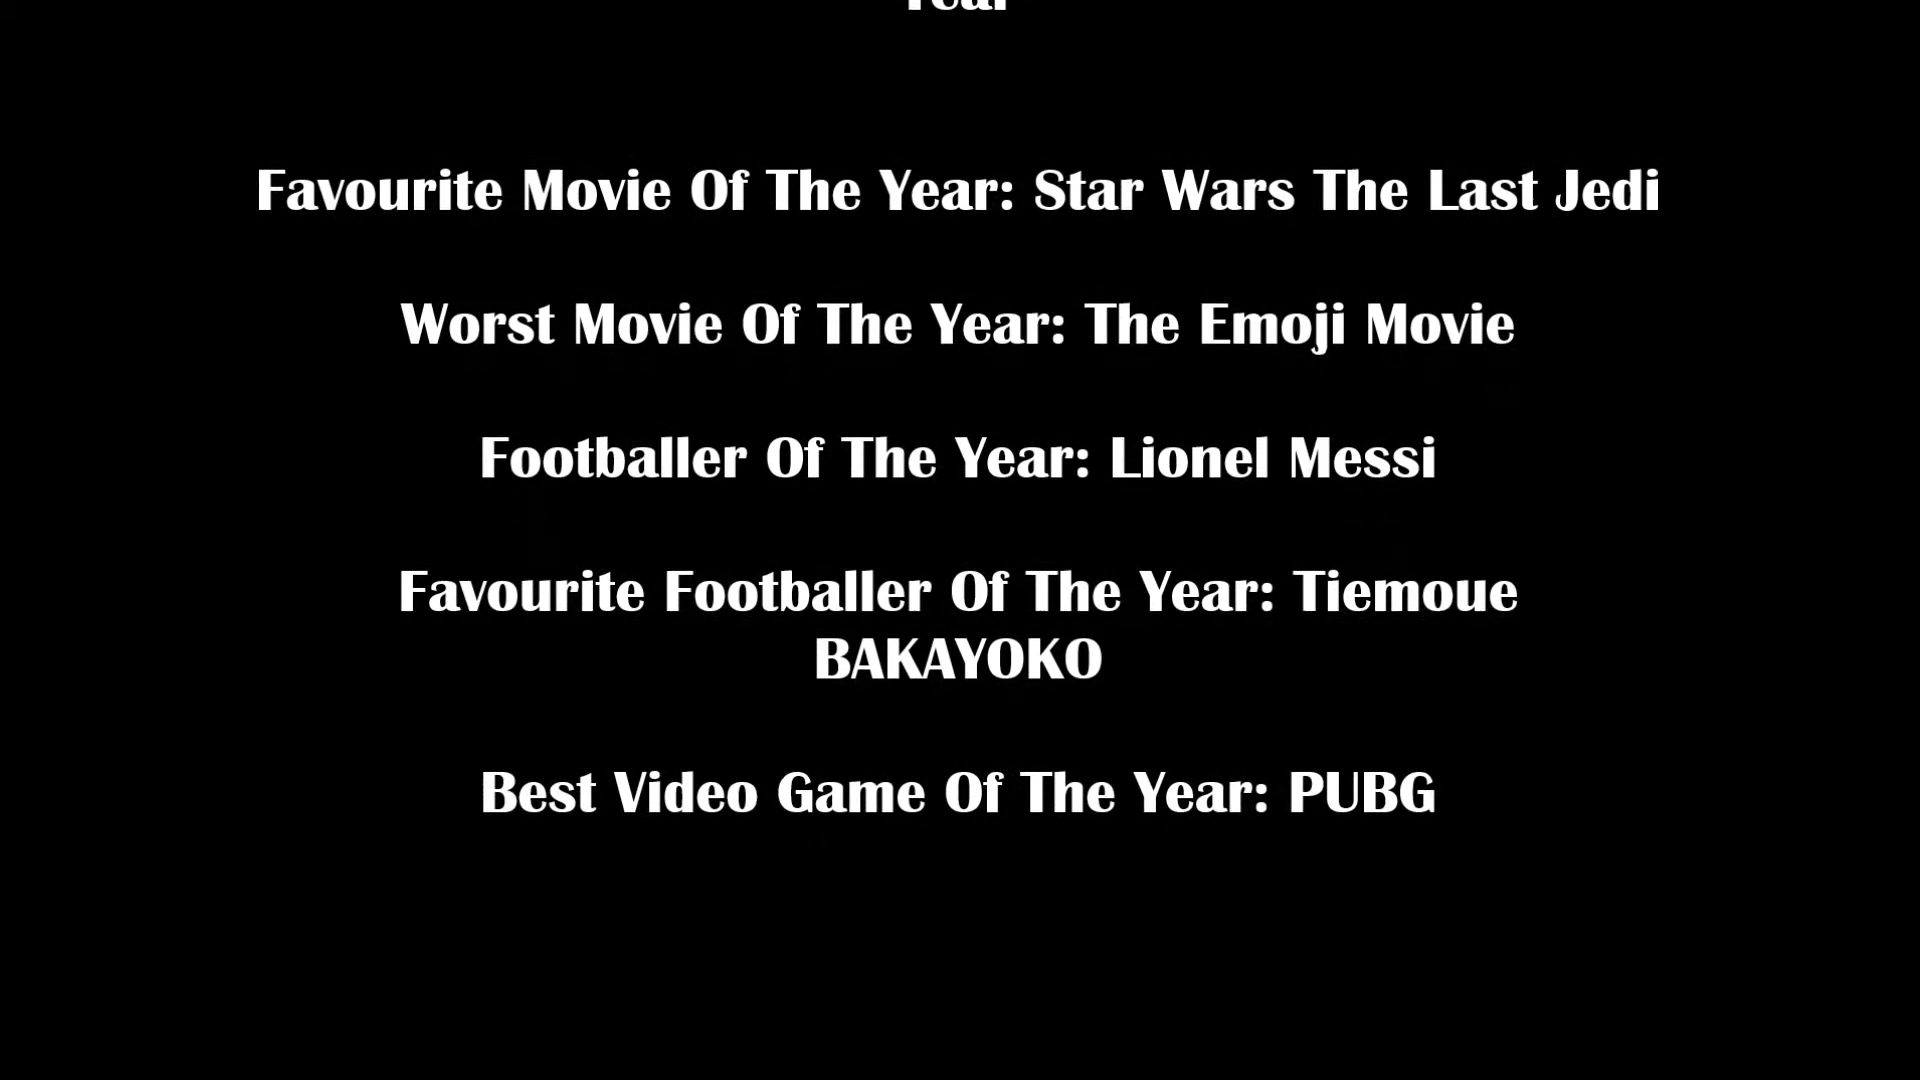 Year
Favourite Movie Of The Year: Star Wars The Last Jedi
Worst Movie Of The Year: The Emoji Movie
Footballer Of The Year: Lionel Messi
Favourite Footballer Of The Year: Tiemoue
BAKAYOKO
Best Video Game Of The Year: PUBG